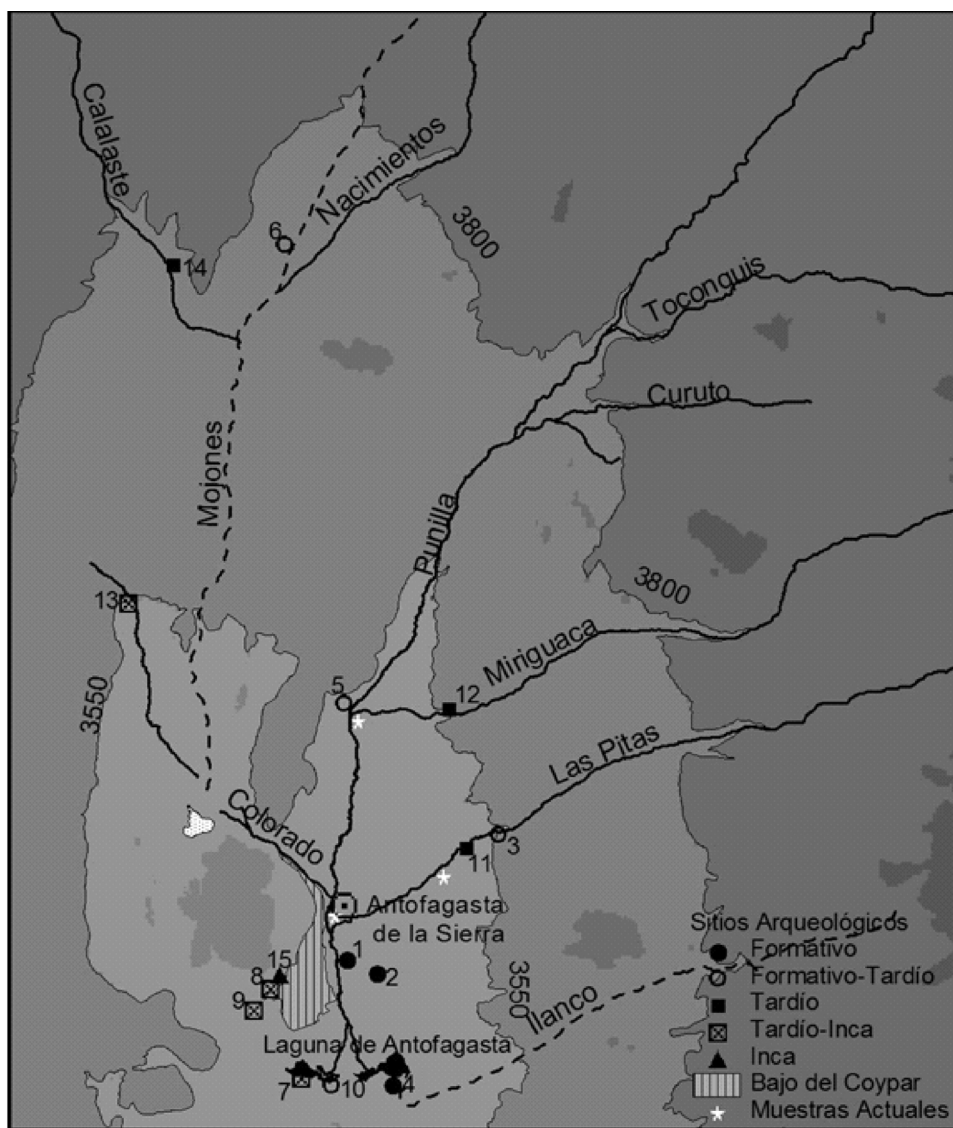 Calalaste
Nacimientos
6
3800
14
Toconguis
Curuto
Mojones
Punilla
3800
13
Miriguaca
5
12
3550
Las Pitas
Colorado
3
11
Antofagasta
de la Sierra
1
2
15
8
9
3550
Ilanco
Laguna de Antofagasta
7
10
4
Sitios Arqueológicos
Formativo
Formativo-Tardío
Tardío
Tardío-Inca
Inca
Bajo del Coypar
Muestras Actuales